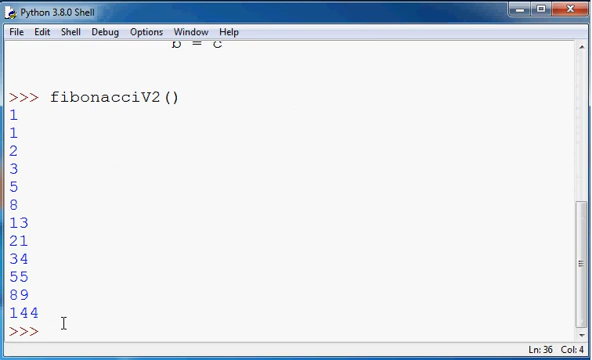 Python 3.8.0 Shell
File Edit Shell Debug Options Window Help
b = c
>>> fibonacciV2()
1
1
2
3
5
8
13
21
34
55
89
144
>>>
Ln: 36 Col: 4